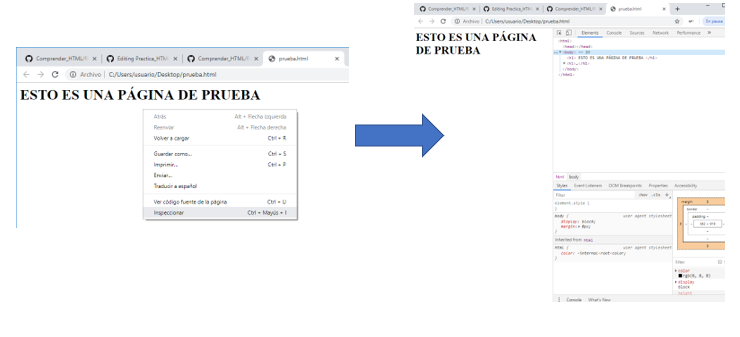 Comprender_HTML/
Editing Practica_HTM
Comprender_HTML/
prueba.html
Archivo | C:/Users/usuario/Desktop/prueba.html
ESTO ES UNA PÁGINA DE PRUEBA
Atrás Alt + Flecha izquierda
Reenviar Alt + Flecha derecha
Volver a cargar Ctrl + R
Guardar como... Ctrl + S
Imprimir... Ctrl + P
Enviar...
Traducir a español
Ver código fuente de la página Ctrl + U
Inspeccionar Ctrl + Mayús + I
Comprender_HTML/
Editing Practica_HTM
Comprender_HTML/
prueba.html
Archivo | C:/Users/usuario/Desktop/prueba.html
En pausa
ESTO ES UNA PÁGINA
DE PRUEBA
Elements Console Sources Network Performance
<html>
<head></head>
<body> == $0
<h1> ESTO ES UNA PÁGINA DE PRUEBA </h1>
<h1>…</h1>
</body>
</html>
html body
Styles Event Listeners DOM Breakpoints Properties Accessibility
Filter :hov .cls +
element.style {
}
body { user agent stylesheet
display: block;
margin: 8px;
}
Inherited from html
html { user agent stylesheet
color: -internal-root-color;
}
margin 8
border -
padding -
8
Filter
color
rgb(0, 0, 0)
display
block
Console What's New